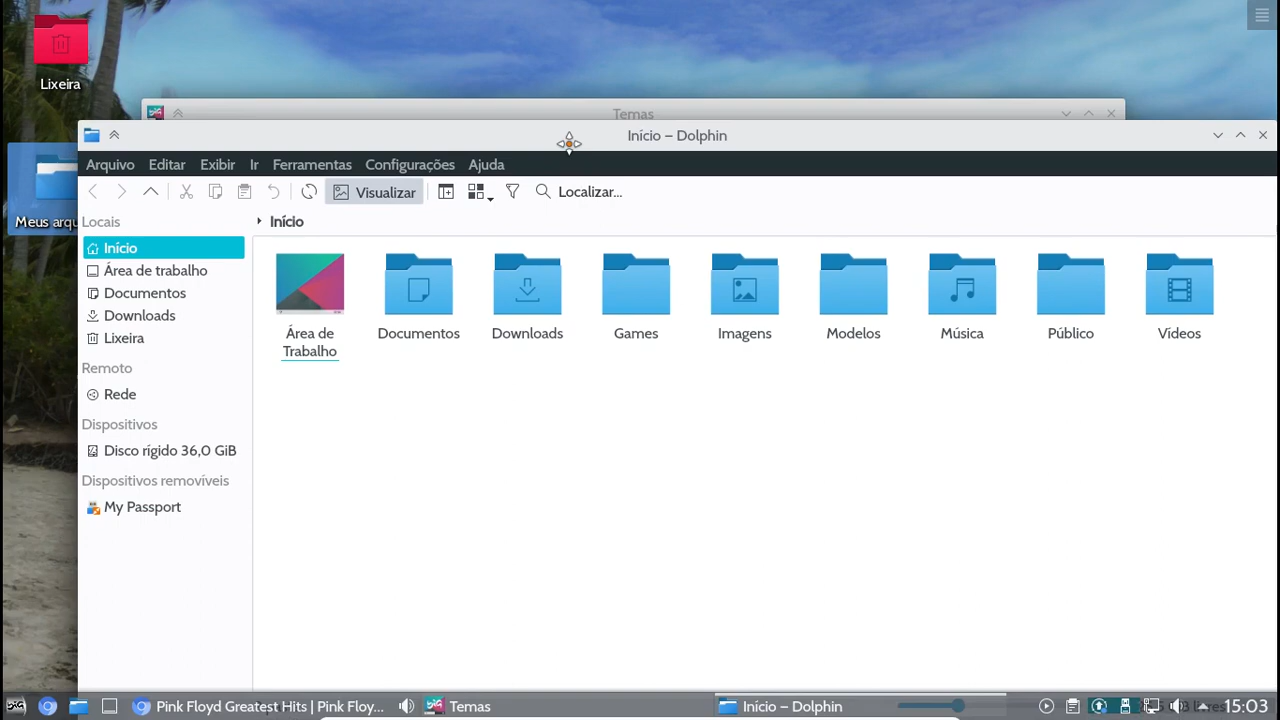 Lixeira
Temas
Início – Dolphin
Arquivo Editar Exibir Ir Ferramentas Configurações Ajuda
Visualizar Localizar...
Meus arqu
Locais
Início
Início
Área de trabalho
Documentos
Downloads
Lixeira
Remoto
Rede
Dispositivos
Disco rígido 36,0 GiB
Dispositivos removíveis
My Passport
Área de
Trabalho
Documentos
Downloads
Games
Imagens
Modelos
Música
Público
Vídeos
Pink Floyd Greatest Hits | Pink Floy... Temas Início – Dolphin 15:03